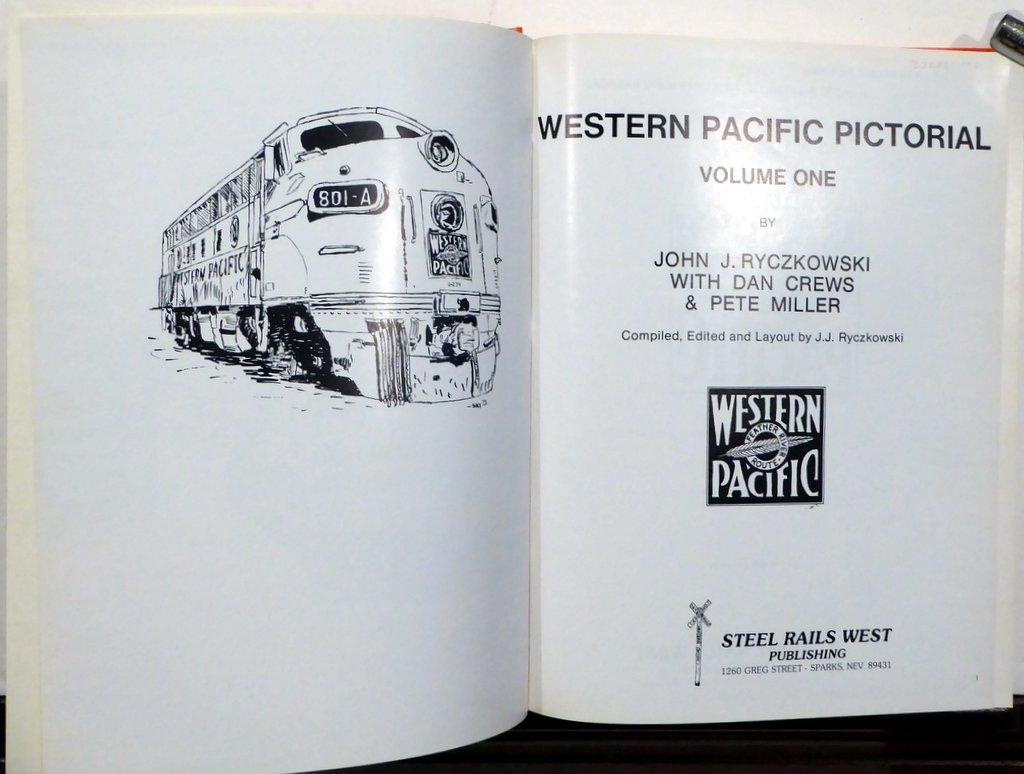 801-A
WESTERN
PACIFIC
WESTERN PACIFIC
WESTERN PACIFIC PICTORIAL
VOLUME ONE
BY
JOHN J. RYCZKOWSKI
WITH DAN CREWS
& PETE MILLER
Compiled, Edited and Layout by J.J. Ryczkowski
WESTERN
FEATHER RIVER
ROUTE
PACIFIC
STEEL RAILS WEST
PUBLISHING
1260 GREG STREET - SPARKS, NEV. 89431
1